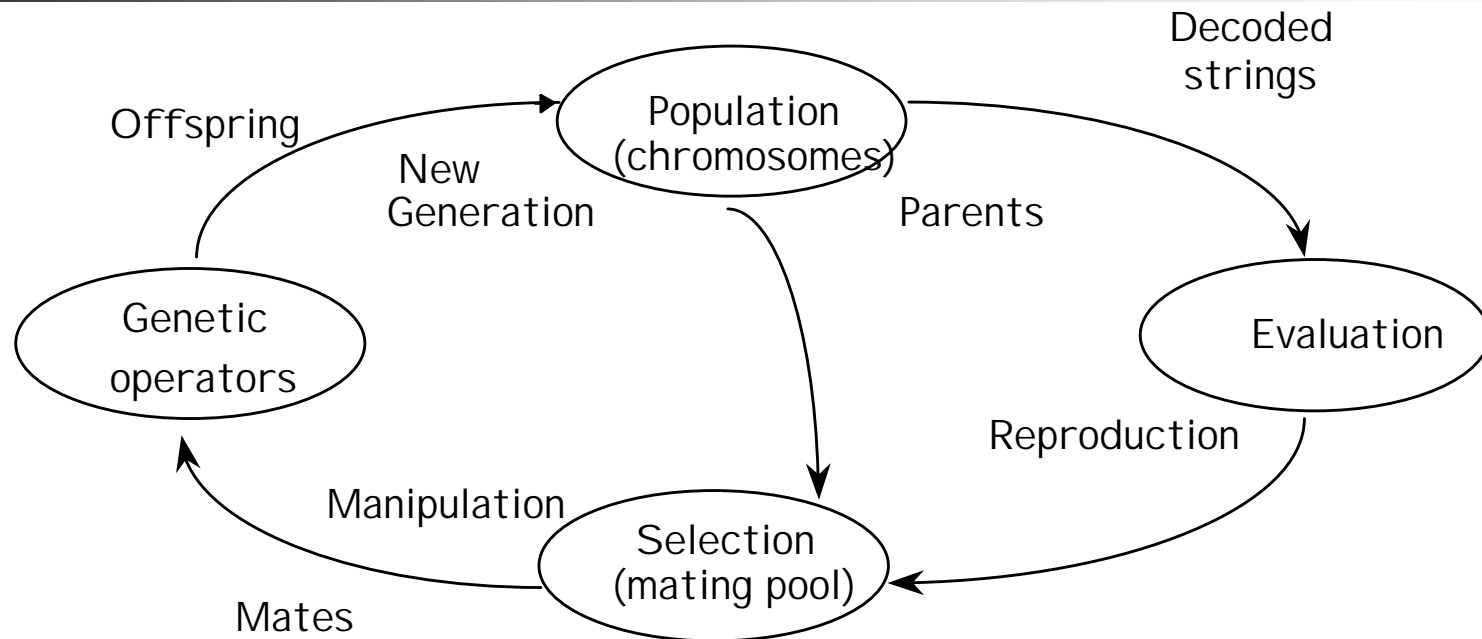 Decoded
strings
Offspring
Population
(chromosomes)
New
Generation
Parents
Genetic
operators
Evaluation
Reproduction
Manipulation
Selection
(mating pool)
Mates